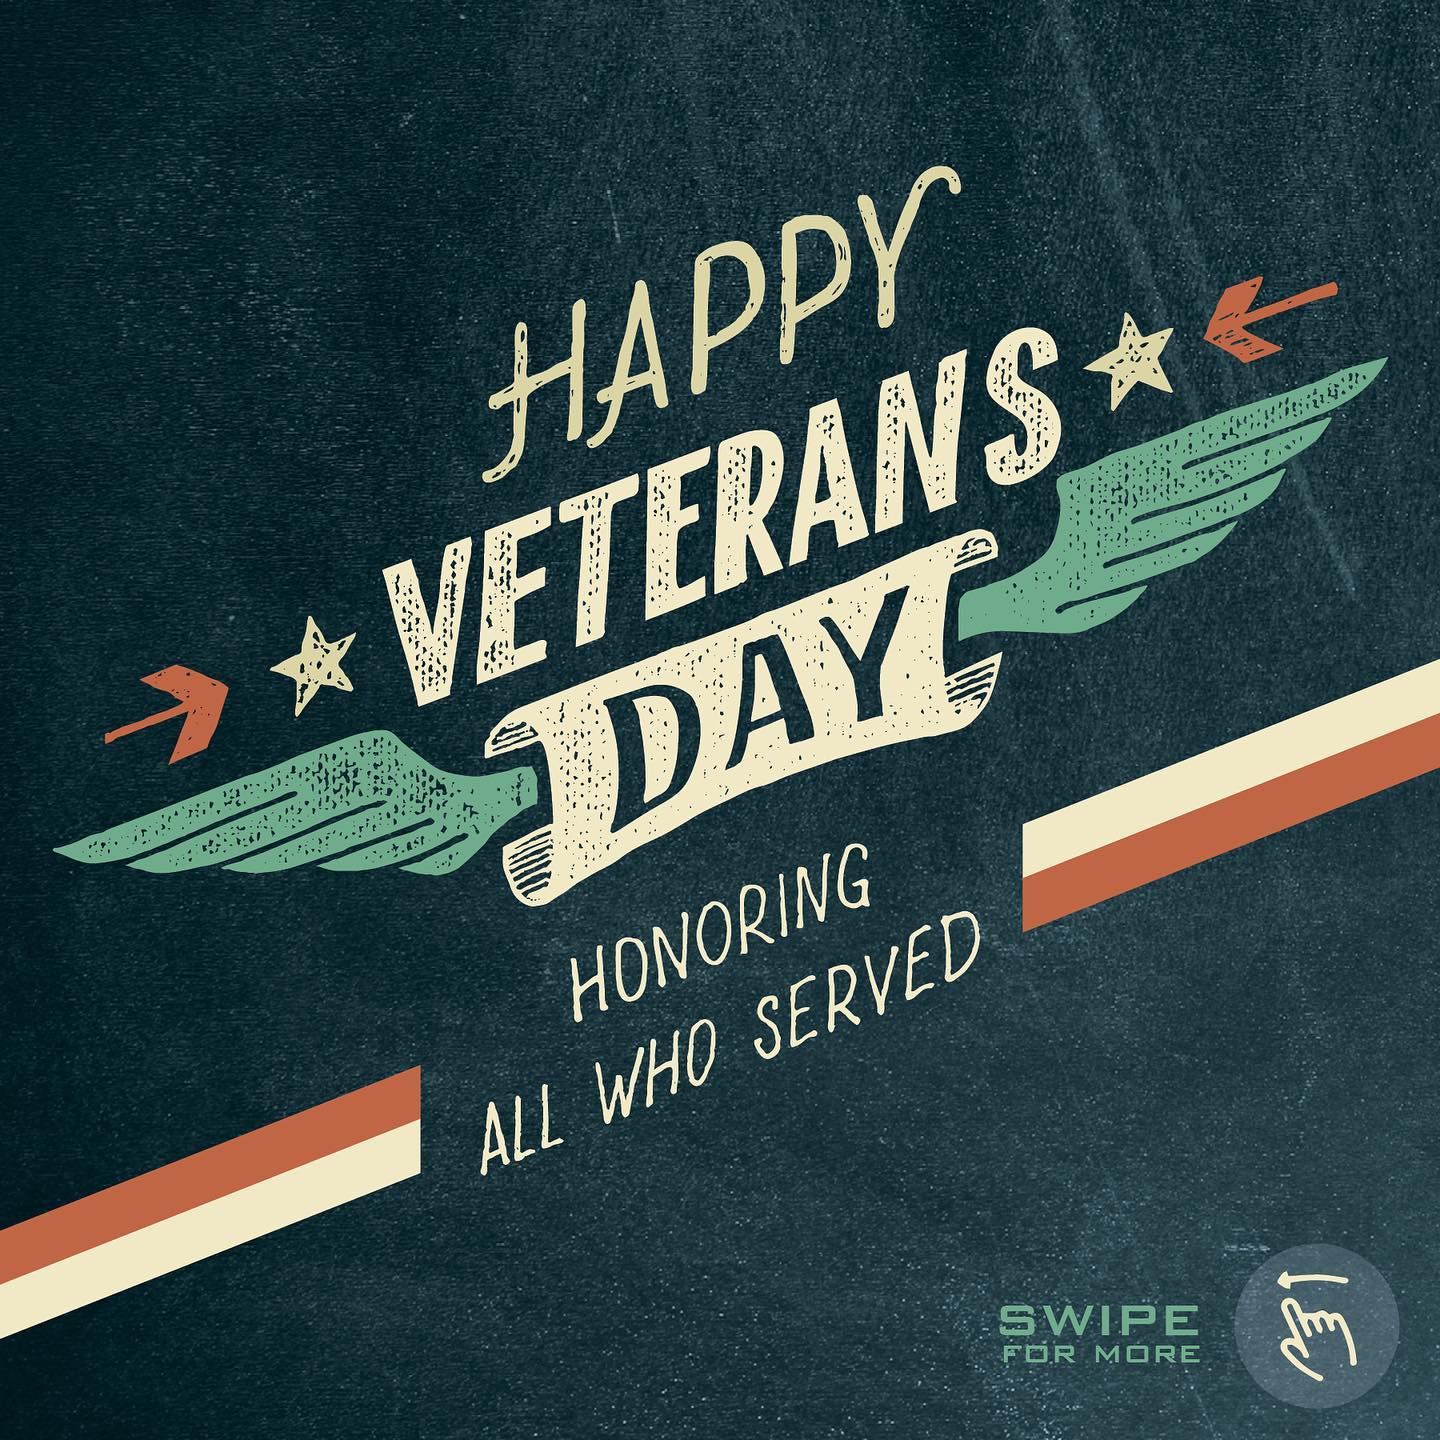 HAPPY
VETERANS
DAY
HONORING
ALL WHO SERVED
SWIPE
FOR MORE